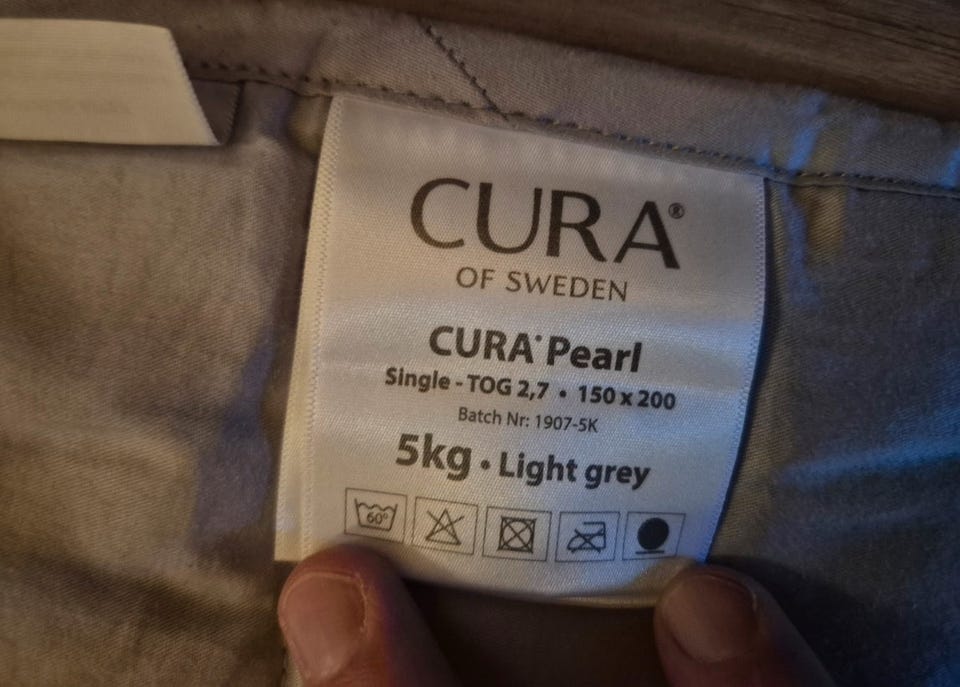 CURA®
OF SWEDEN
CURA® Pearl
Single - TOG 2,7 • 150 x 200
Batch Nr: 1907-5K
5kg • Light grey
60°